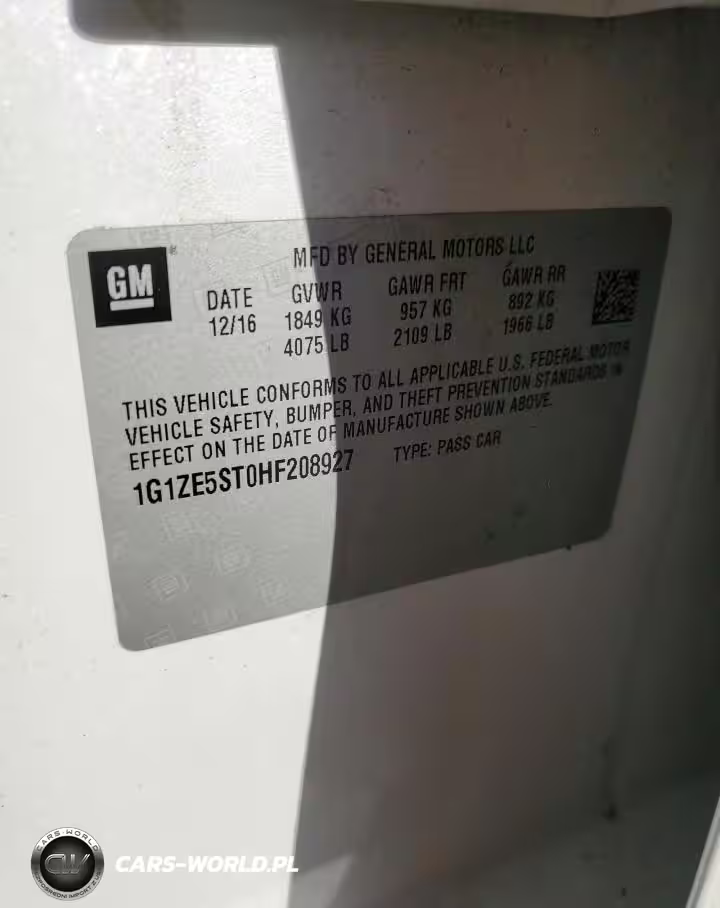 GM
®
MFD BY GENERAL MOTORS LLC
DATE GVWR GAWR FRT GAWR RR
12/16 1849 KG 957 KG 892 KG
4075 LB 2109 LB 1966 LB
THIS VEHICLE CONFORMS TO ALL APPLICABLE U.S. FEDERAL MOTOR
VEHICLE SAFETY, BUMPER, AND THEFT PREVENTION STANDARDS IN
EFFECT ON THE DATE OF MANUFACTURE SHOWN ABOVE.
1G1ZE5ST0HF208927 TYPE: PASS CAR
CARS-WORLD
CARS-WORLD.PL